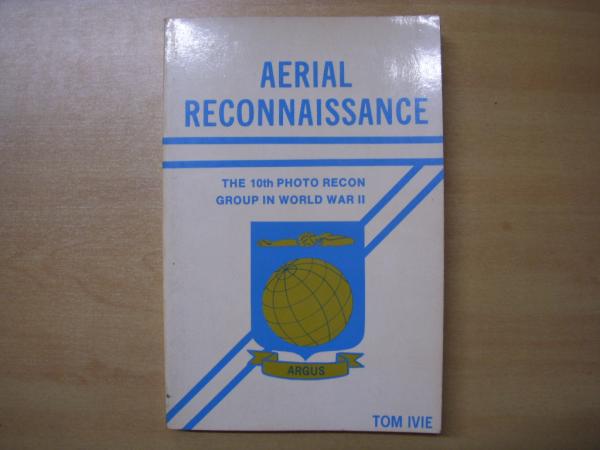 AERIAL
RECONNAISSANCE
THE 10th PHOTO RECON
GROUP IN WORLD WAR II
ARGUS
TOM IVIE